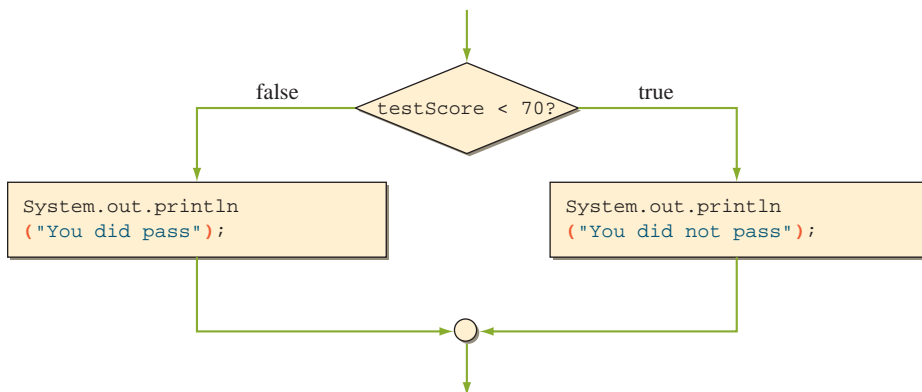 false
testScore < 70?
true
System.out.println
("You did pass");
System.out.println
("You did not pass");